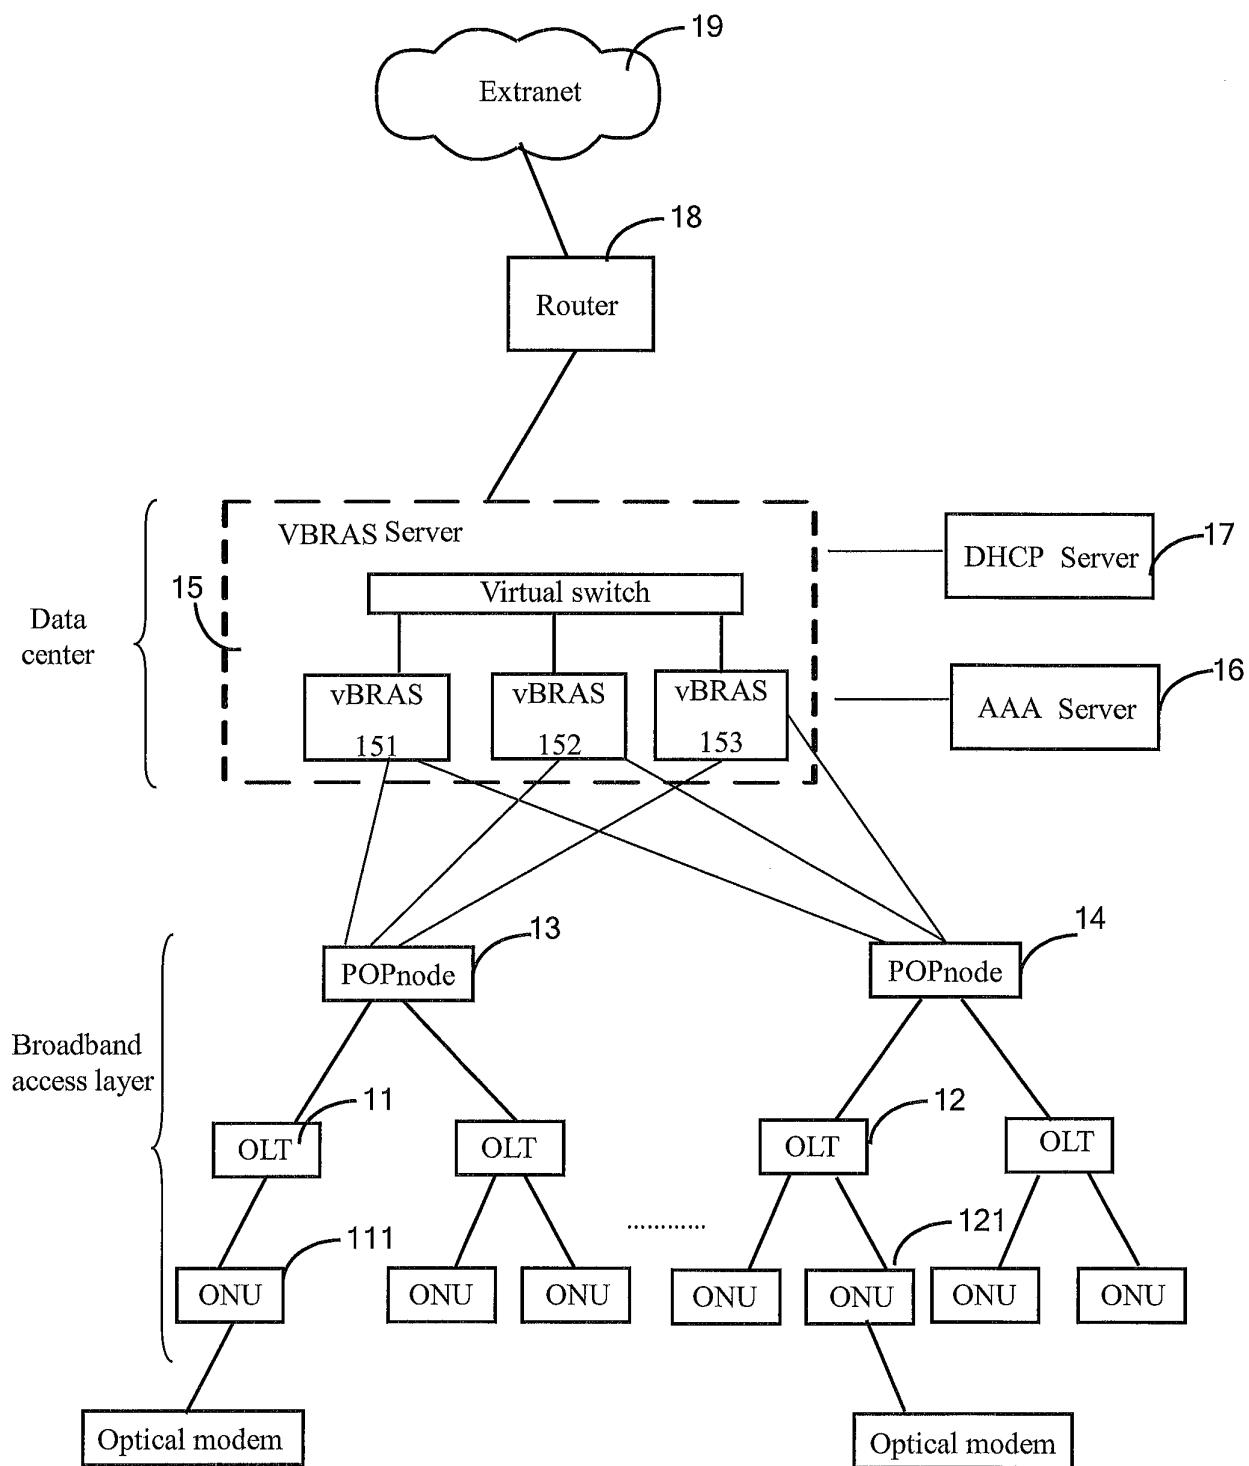 19
Extranet
18
Router
VBRAS Server
DHCP Server
17
15
Virtual switch
Data
center
vBRAS
151
vBRAS
152
vBRAS
153
AAA Server
16
13
POPnode
14
POPnode
Broadband
access layer
11
OLT
OLT
12
OLT
OLT
111
............
121
ONU
ONU
ONU
ONU
ONU
ONU
ONU
Optical modem
Optical modem